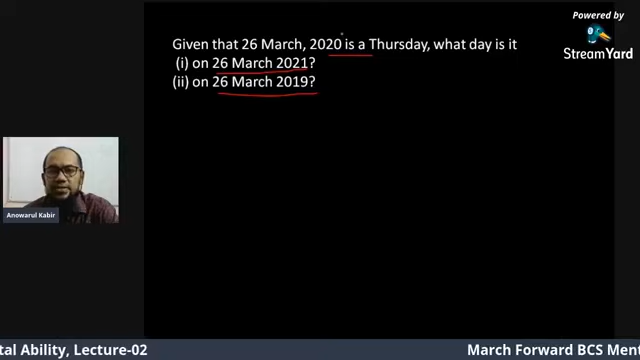 Powered by
StreamYard
Given that 26 March, 2020 is a Thursday, what day is it
(i) on 26 March 2021?
(ii) on 26 March 2019?
Anowarul Kabir
tal Ability, Lecture-02
March Forward BCS Ment